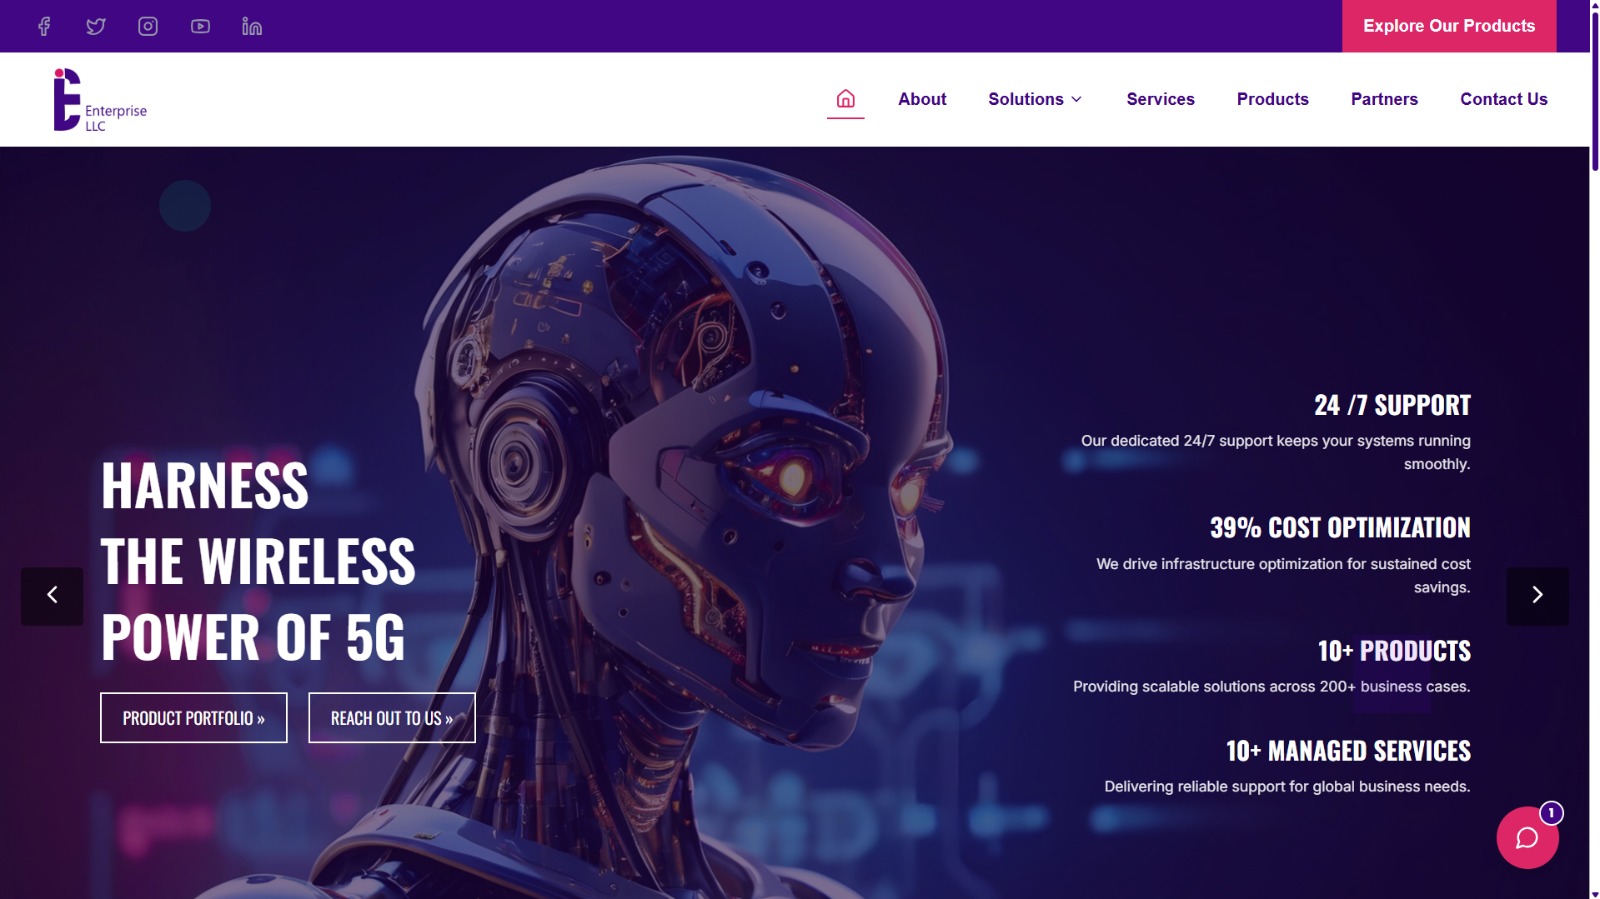 Explore Our Products
Enterprise
LLC
About
Solutions
Services
Products
Partners
Contact Us
HARNESS
THE WIRELESS
POWER OF 5G
PRODUCT PORTFOLIO »
REACH OUT TO US »
24 /7 SUPPORT
Our dedicated 24/7 support keeps your systems running
smoothly.
39% COST OPTIMIZATION
We drive infrastructure optimization for sustained cost
savings.
10+ PRODUCTS
Providing scalable solutions across 200+ business cases.
10+ MANAGED SERVICES
Delivering reliable support for global business needs.
1